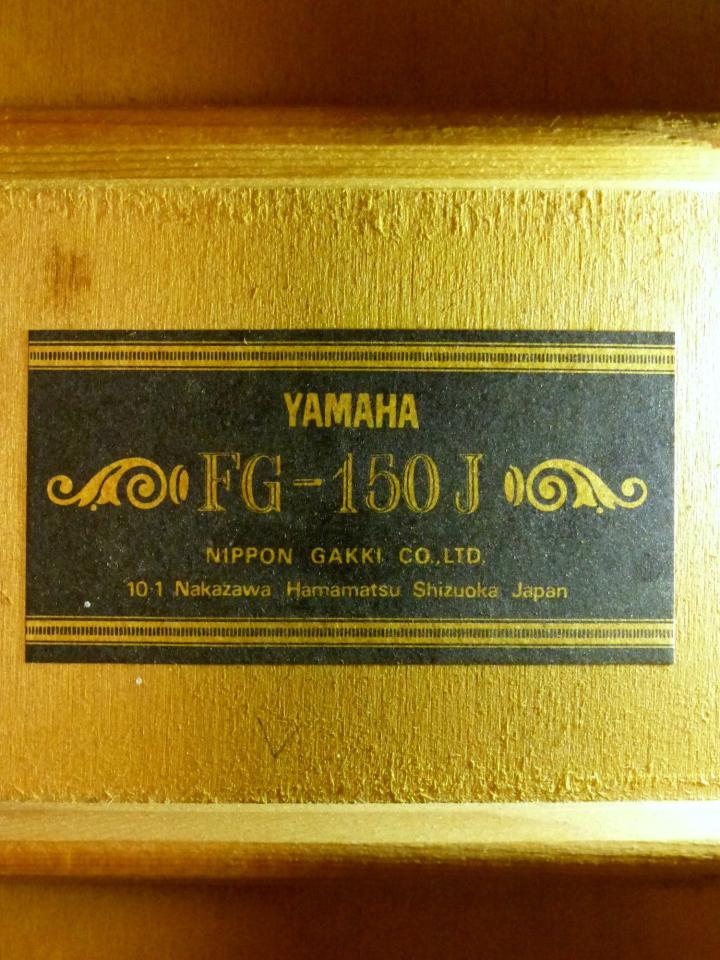 YAMAHA
FG-150J
NIPPON GAKKI CO.,LTD.
10-1 Nakazawa Hamamatsu Shizuoka Japan